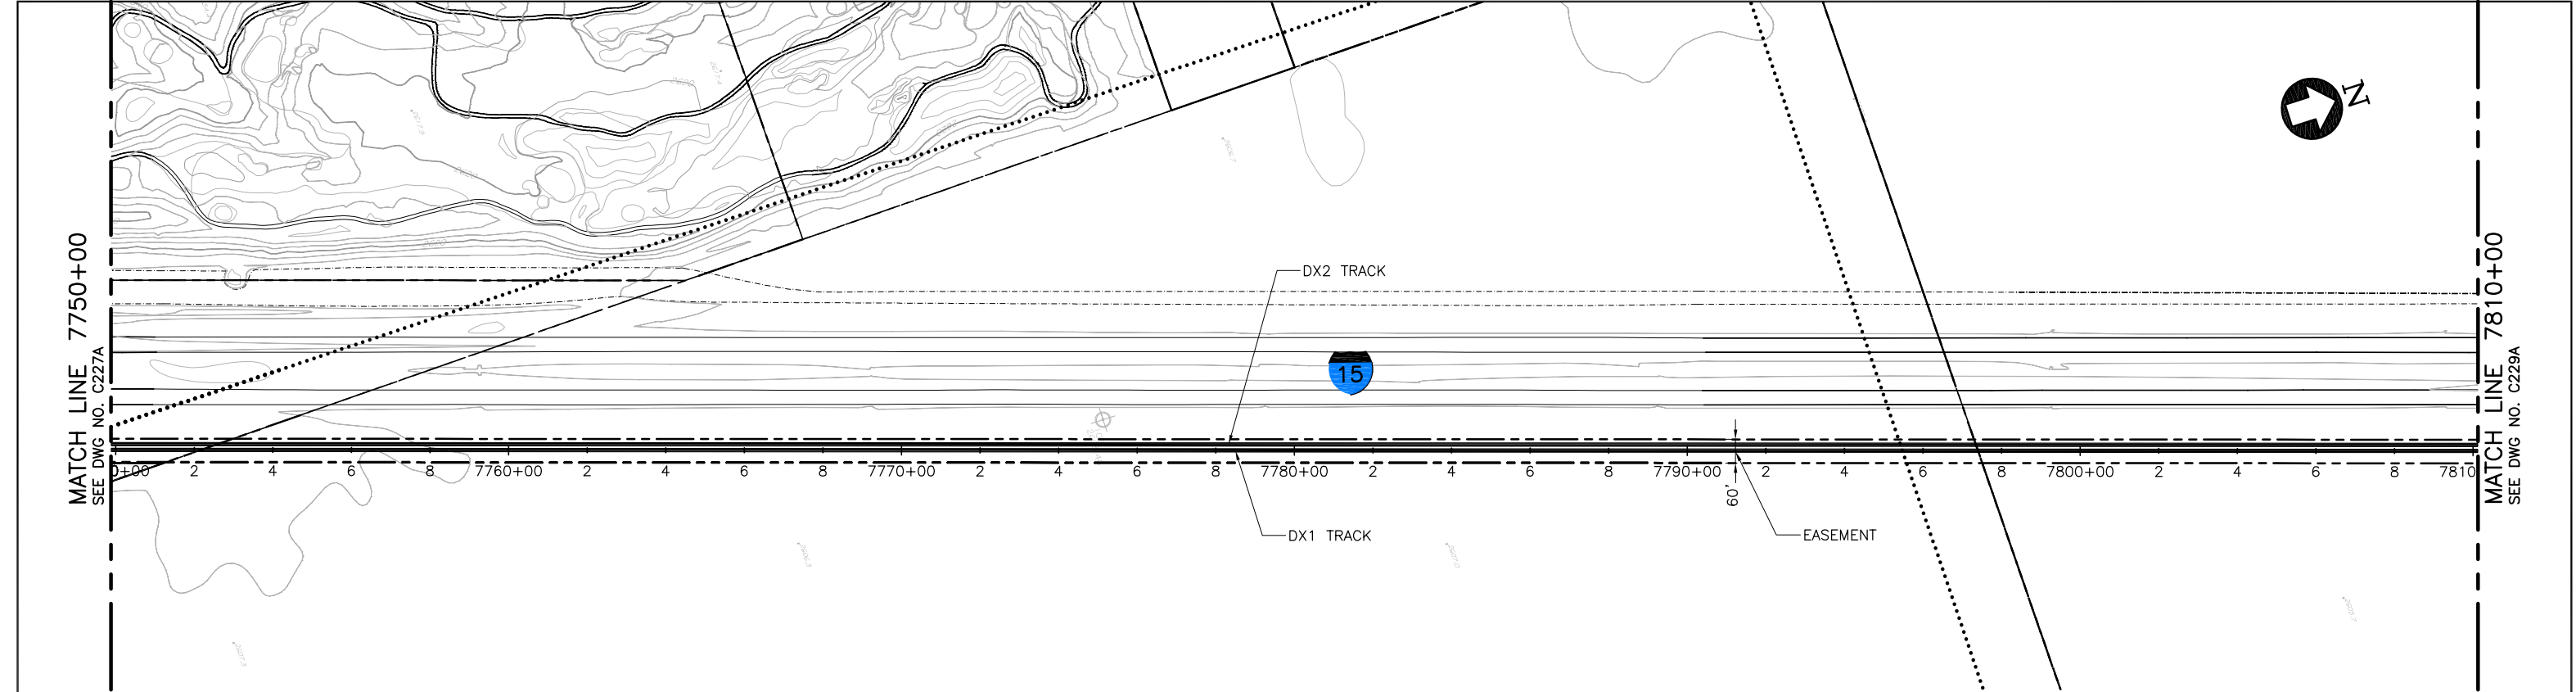 N
MATCH LINE 7750+00
SEE DWG NO. C227A
DX2 TRACK
15
0+00 2 4 6 8 7760+00 2 4 6 8 7770+00 2 4 6 8 7780+00 2 4 6 8 7790+00 2 4 6 8 7800+00 2 4 6 8 7810
60'
DX1 TRACK
EASEMENT
MATCH LINE 7810+00
SEE DWG NO. C229A